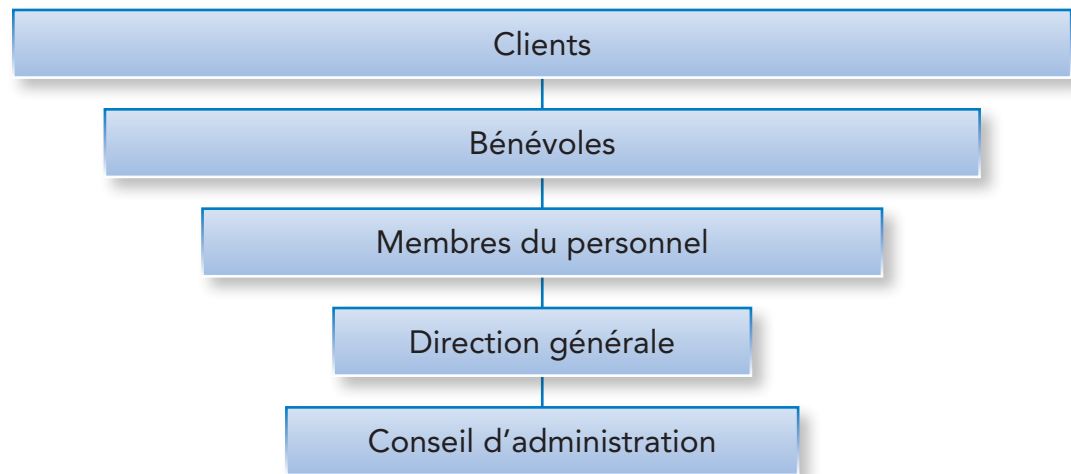 Clients
Bénévoles
Membres du personnel
Direction générale
Conseil d’administration